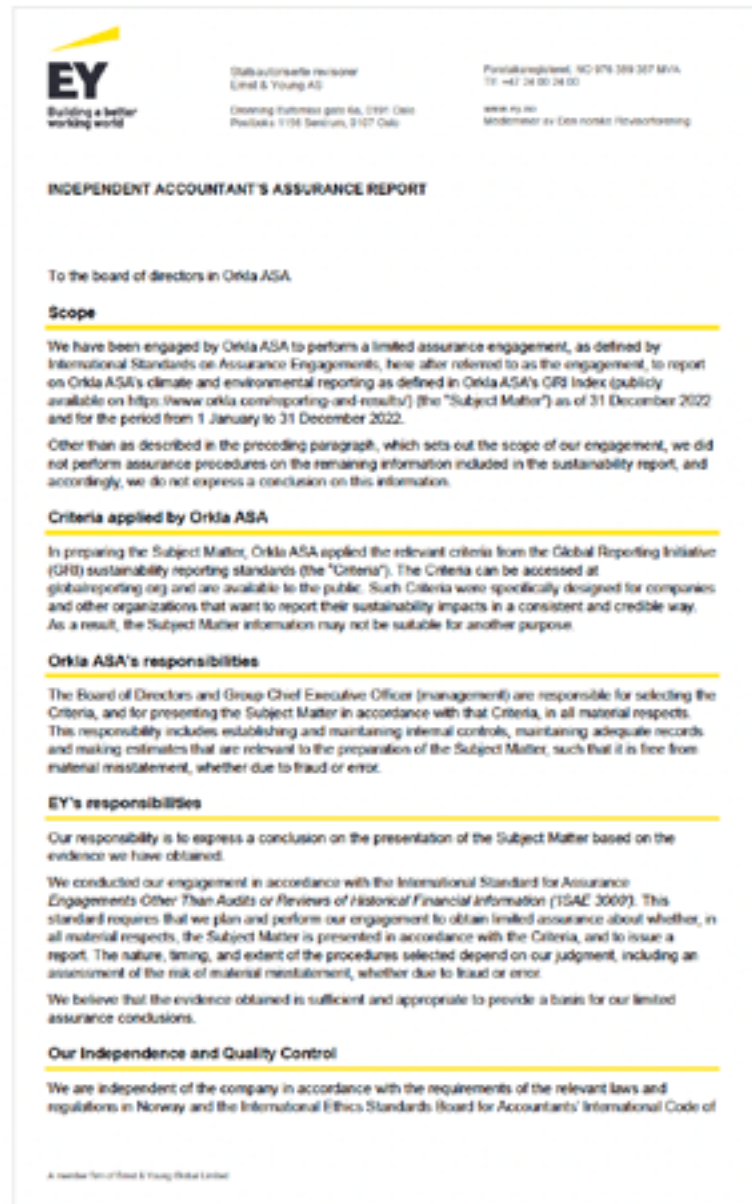 EY
Building a better
working world
Statsautoriserte revisorer
Ernst & Young AS
Dronning Eufemias gate 6a, 0191 Oslo
Postboks 1156 Sentrum, 0107 Oslo
Foretaksregisteret: NO 976 389 387 MVA
Tlf: +47 24 00 24 00
www.ey.no
Medlemmer av Den norske Revisorforening
INDEPENDENT ACCOUNTANT'S ASSURANCE REPORT
To the board of directors in Orkla ASA
Scope
We have been engaged by Orkla ASA to perform a limited assurance engagement, as defined by
International Standards on Assurance Engagements, here after referred to as the engagement, to report
on Orkla ASA's climate and environmental reporting as defined in Orkla ASA's GRI Index (publicly
available on https://www.orkla.com/reporting-and-results/) (the "Subject Matter") as of 31 December 2022
and for the period from 1 January to 31 December 2022.
Other than as described in the preceding paragraph, which sets out the scope of our engagement, we did
not perform assurance procedures on the remaining information included in the sustainability report, and
accordingly, we do not express a conclusion on this information.
Criteria applied by Orkla ASA
In preparing the Subject Matter, Orkla ASA applied the relevant criteria from the Global Reporting Initiative
(GRI) sustainability reporting standards (the "Criteria"). The Criteria can be accessed at
globalreporting.org and are available to the public. Such Criteria were specifically designed for companies
and other organizations that want to report their sustainability impacts in a consistent and credible way.
As a result, the Subject Matter information may not be suitable for another purpose.
Orkla ASA's responsibilities
The Board of Directors and Group Chief Executive Officer (management) are responsible for selecting the
Criteria, and for presenting the Subject Matter in accordance with that Criteria, in all material respects.
This responsibility includes establishing and maintaining internal controls, maintaining adequate records
and making estimates that are relevant to the preparation of the Subject Matter, such that it is free from
material misstatement, whether due to fraud or error.
EY's responsibilities
Our responsibility is to express a conclusion on the presentation of the Subject Matter based on the
evidence we have obtained.
We conducted our engagement in accordance with the International Standard for Assurance
Engagements Other Than Audits or Reviews of Historical Financial Information ('ISAE 3000'). This
standard requires that we plan and perform our engagement to obtain limited assurance about whether, in
all material respects, the Subject Matter is presented in accordance with the Criteria, and to issue a
report. The nature, timing, and extent of the procedures selected depend on our judgment, including an
assessment of the risk of material misstatement, whether due to fraud or error.
We believe that the evidence obtained is sufficient and appropriate to provide a basis for our limited
assurance conclusions.
Our Independence and Quality Control
We are independent of the company in accordance with the requirements of the relevant laws and
regulations in Norway and the International Ethics Standards Board for Accountants' International Code of
A member firm of Ernst & Young Global Limited